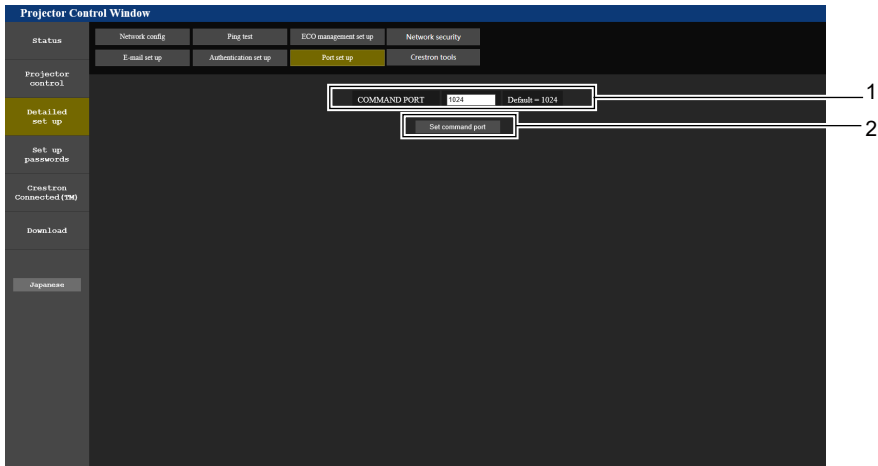 Projector Control Window
Status
Projector
control
Detailed
set up
Set up
passwords
Crestron
Connected(TM)
Download
Japanese
Network config
Ping test
ECO management set up
Network security
E-mail set up
Authentication set up
Port set up
Crestron tools
COMMAND PORT 1024 Default = 1024
1
Set command port
2